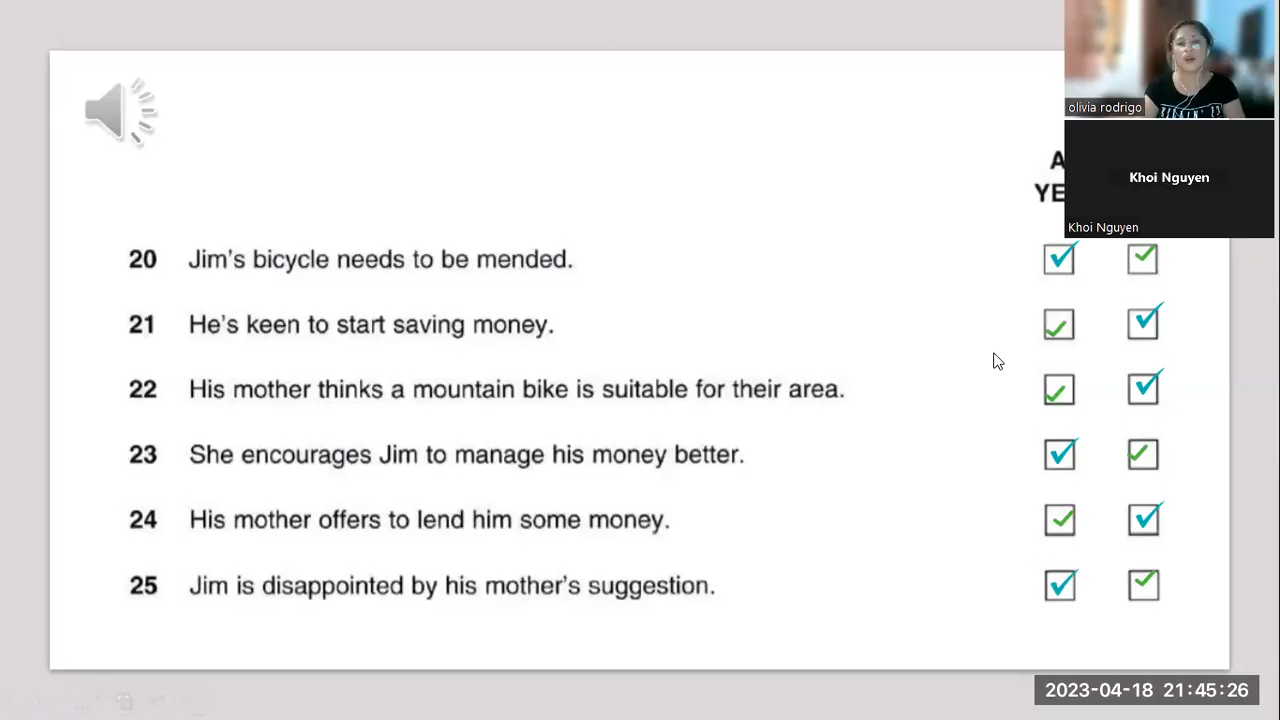 olivia rodrigo
Khoi Nguyen
Khoi Nguyen
A
YE
20 Jim's bicycle needs to be mended.
21 He's keen to start saving money.
22 His mother thinks a mountain bike is suitable for their area.
23 She encourages Jim to manage his money better.
24 His mother offers to lend him some money.
25 Jim is disappointed by his mother's suggestion.
2023-04-18 21:45:26